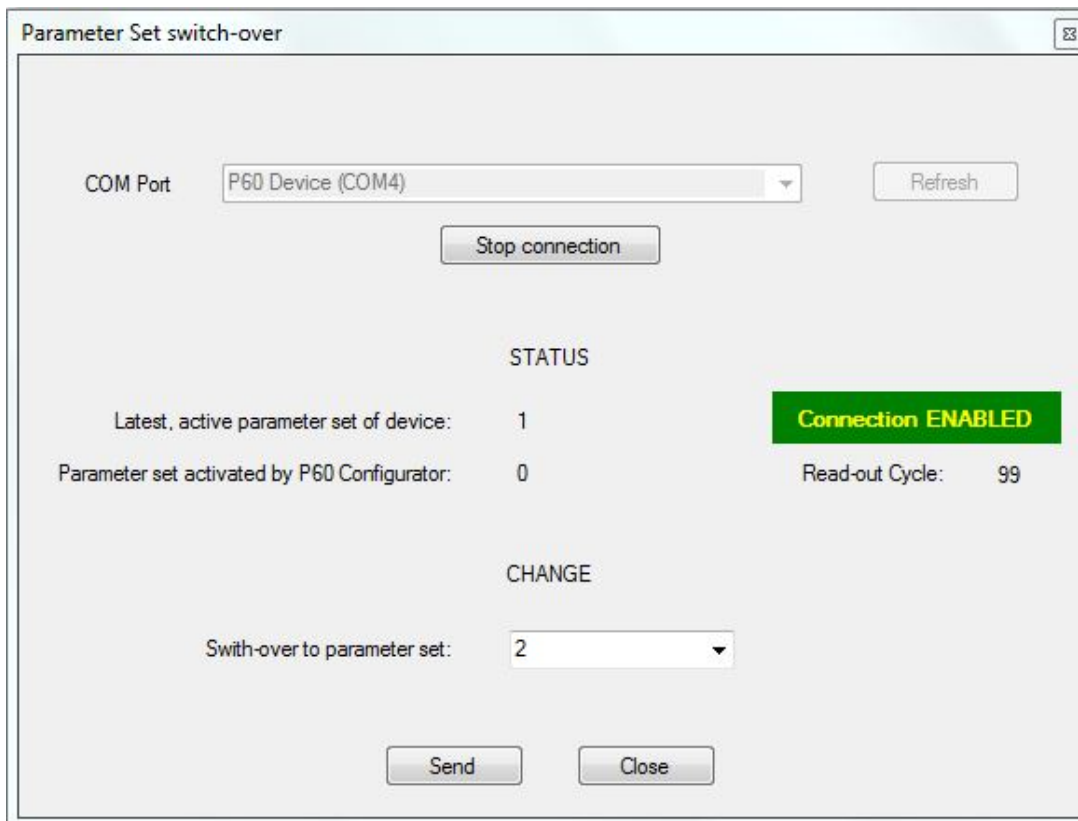 Parameter Set switch-over
COM Port P60 Device (COM4) Refresh
Stop connection
STATUS
Latest, active parameter set of device: 1 Connection ENABLED
Parameter set activated by P60 Configurator: 0 Read-out Cycle: 99
CHANGE
Swith-over to parameter set: 2
Send Close